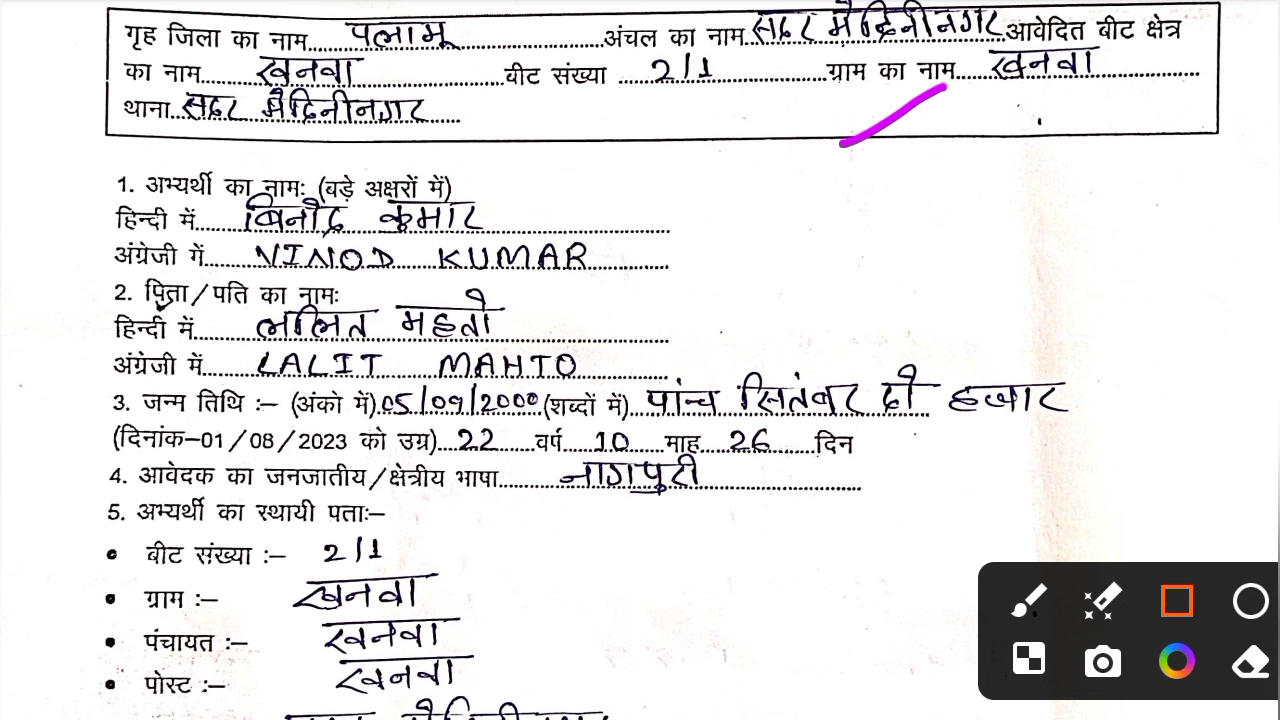 गृह जिला का नाम....पलामू....अंचल का नाम..सदर मेदिनीनगर आवेदित बीट क्षेत्र
का नाम....खनवा....बीट संख्या ....2/1....ग्राम का नाम....खनवा....
थाना..सदर मेदिनीनगर....
1. अभ्यर्थी का नामः (बड़े अक्षरों में)
हिन्दी में....बिनोद कुमार....
अंग्रेजी में....VINOD KUMAR....
2. पिता/पति का नामः
हिन्दी में....ललित महतो....
अंग्रेजी में....LALIT MAHTO....
3. जन्म तिथि :– (अंको में).05/09/2000.(शब्दों में) पांच सितंबर दो हजार
(दिनांक–01/08/2023 को उम्र)....22....वर्ष....10....माह....26....दिन
4. आवेदक का जनजातीय/क्षेत्रीय भाषा....नागपुरी....
5. अभ्यर्थी का स्थायी पताः–
• बीट संख्या :– 2/1
• ग्राम :– खनवा
• पंचायत :– खनवा
• पोस्ट :– खनवा